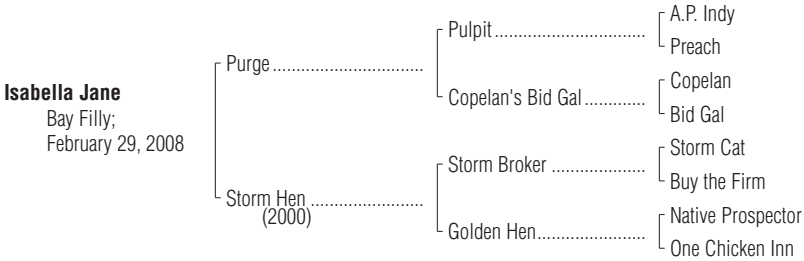 A.P. Indy
Pulpit
Preach
Purge
Copelan
Copelan's Bid Gal
Bid Gal
Isabella Jane
Bay Filly;
February 29, 2008
Storm Cat
Storm Broker
Buy the Firm
Storm Hen
(2000)
Native Prospector
Golden Hen
One Chicken Inn